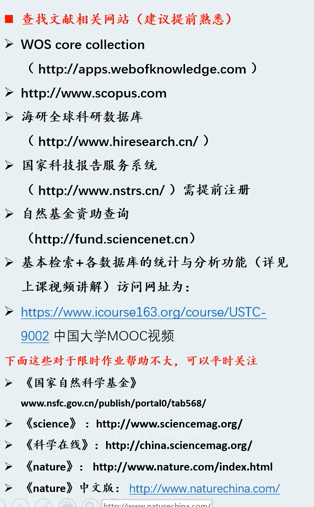 ■ 查找文献相关网站（建议提前熟悉）
➢ WOS core collection
（ http://apps.webofknowledge.com ）
➢ http://www.scopus.com
➢ 海研全球科研数据库
（ http://www.hiresearch.cn/ ）
➢ 国家科技报告服务系统
（ http://www.nstrs.cn/ ）需提前注册
➢ 自然基金资助查询
（http://fund.sciencenet.cn）
➢ 基本检索+各数据库的统计与分析功能（详见
上课视频讲解）访问网址为：
➢ https://www.icourse163.org/course/USTC-
9002 中国大学MOOC视频
下面这些对于限时作业帮助不大，可以平时关注
➢ 《国家自然科学基金》
www.nsfc.gov.cn/publish/portal0/tab568/
➢ 《science》 ：http://www.sciencemag.org/
➢ 《科学在线》：http://china.sciencemag.org/
➢ 《nature》： http://www.nature.com/index.html
➢ 《nature》中文版： http://www.naturechina.com/
http://www.naturechina.com/